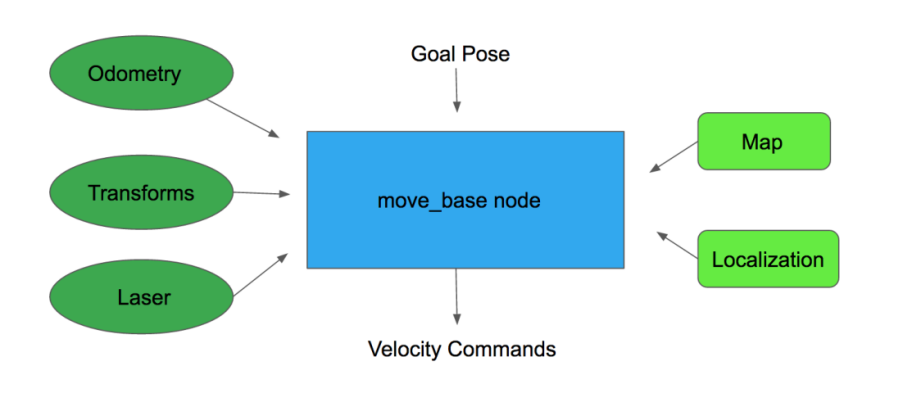 Goal Pose
Odometry
Map
Transforms
move_base node
Localization
Laser
Velocity Commands